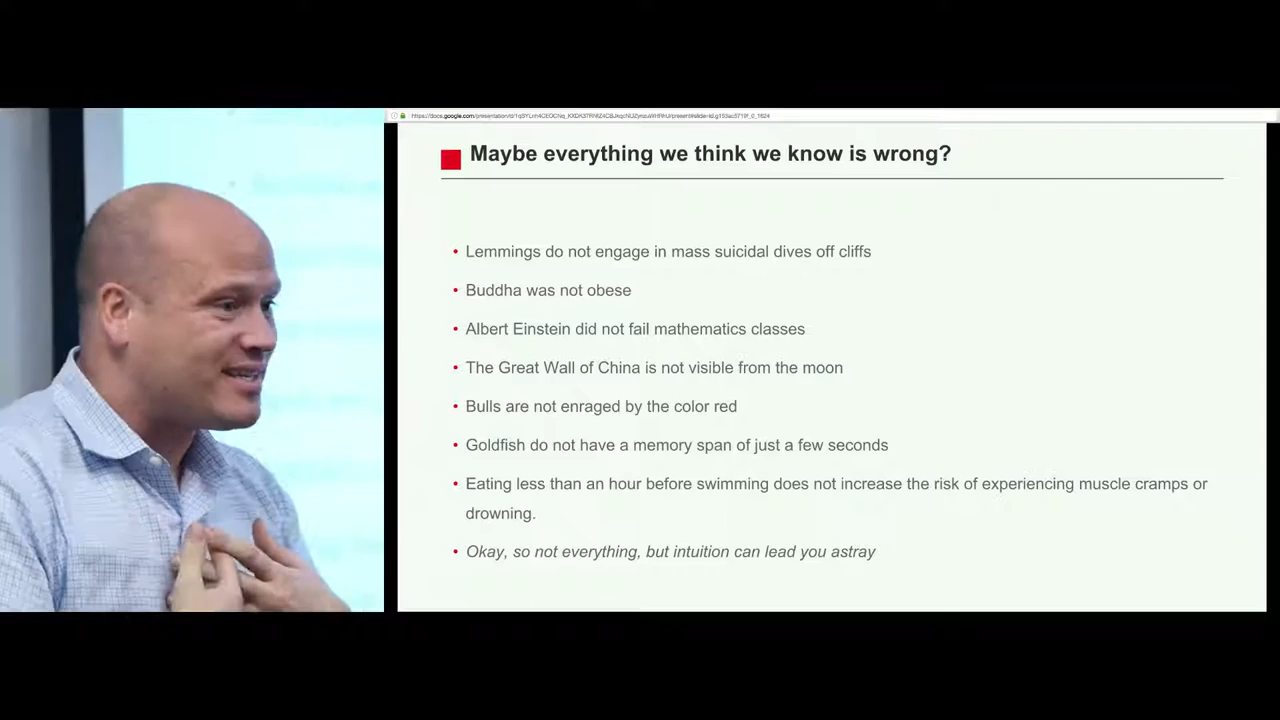 Maybe everything we think we know is wrong?
• Lemmings do not engage in mass suicidal dives off cliffs
• Buddha was not obese
• Albert Einstein did not fail mathematics classes
• The Great Wall of China is not visible from the moon
• Bulls are not enraged by the color red
• Goldfish do not have a memory span of just a few seconds
• Eating less than an hour before swimming does not increase the risk of experiencing muscle cramps or
drowning.
• Okay, so not everything, but intuition can lead you astray